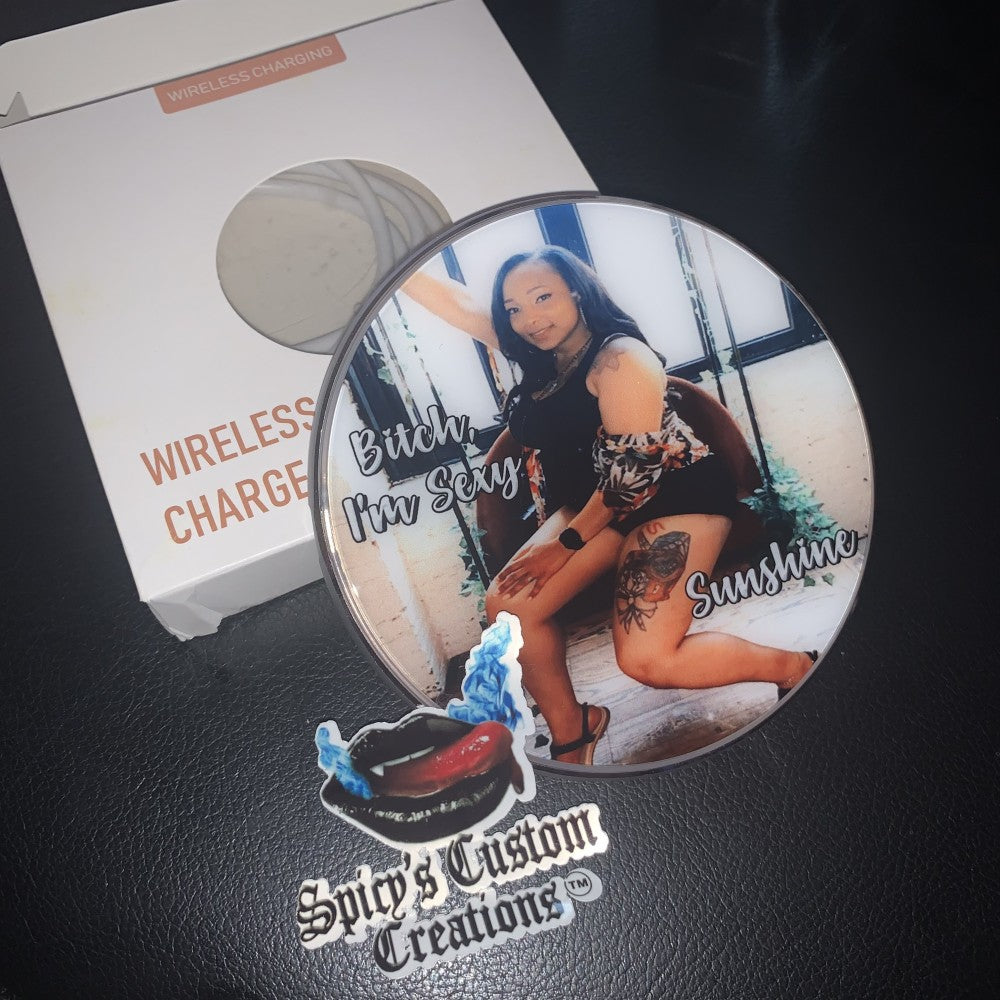 WIRELESS CHARGING
WIRELESS
CHARGE
Bitch,
I'm Sexy
Sunshine
Spicy's Custom
Creations™